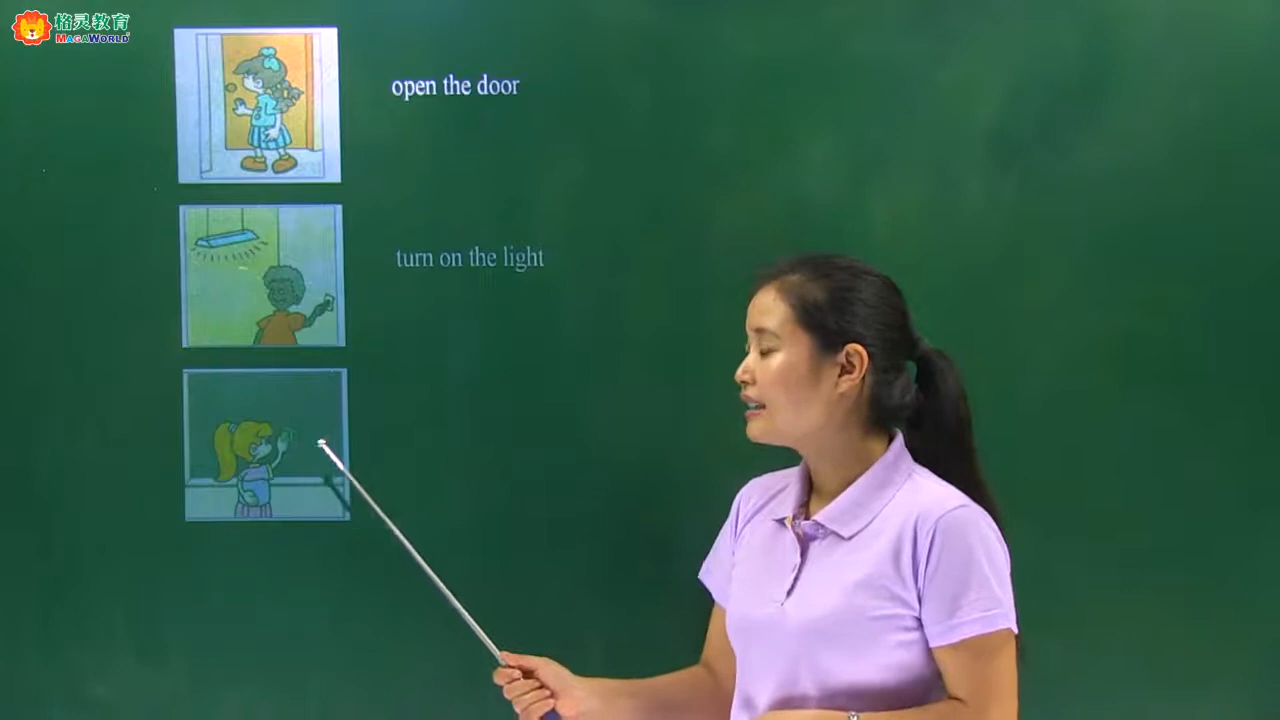 格灵教育
MAGAWORLD
open the door
turn on the light